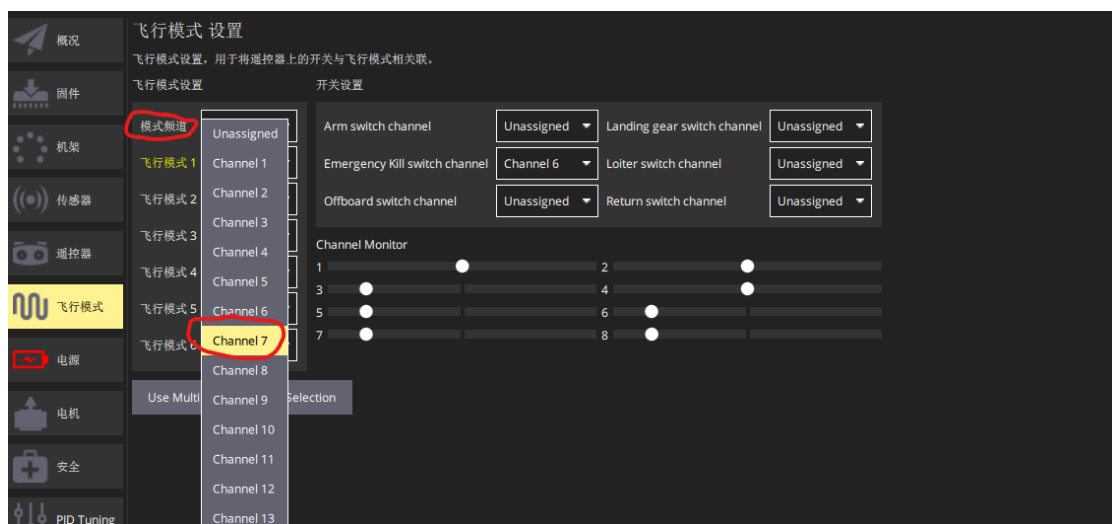 概况
固件
机架
传感器
遥控器
飞行模式
电源
电机
安全
PID Tuning
飞行模式 设置
飞行模式设置，用于将遥控器上的开关与飞行模式相关联。
飞行模式设置
模式频道
飞行模式 1
飞行模式 2
飞行模式 3
飞行模式 4
飞行模式 5
飞行模式 6
Unassigned
Channel 1
Channel 2
Channel 3
Channel 4
Channel 5
Channel 6
Channel 7
Channel 8
Channel 9
Channel 10
Channel 11
Channel 12
Channel 13
Use Multi
Selection
开关设置
Arm switch channel Unassigned Landing gear switch channel Unassigned
Emergency Kill switch channel Channel 6 Loiter switch channel Unassigned
Offboard switch channel Unassigned Return switch channel Unassigned
Channel Monitor
1 2
3 4
5 6
7 8